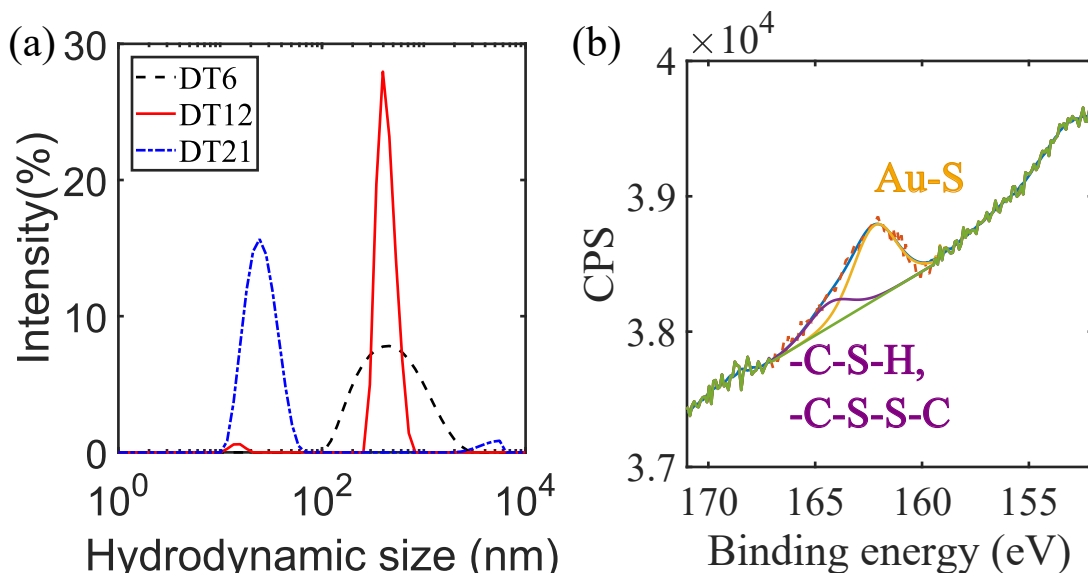 (a)
30
20
10
0
Intensity(%)
DT6
DT12
DT21
10^0
10^2
10^4
Hydrodynamic size (nm)
(b)
×10^4
4
3.9
3.8
3.7
CPS
Au-S
-C-S-H,
-C-S-S-C
170
165
160
155
Binding energy (eV)